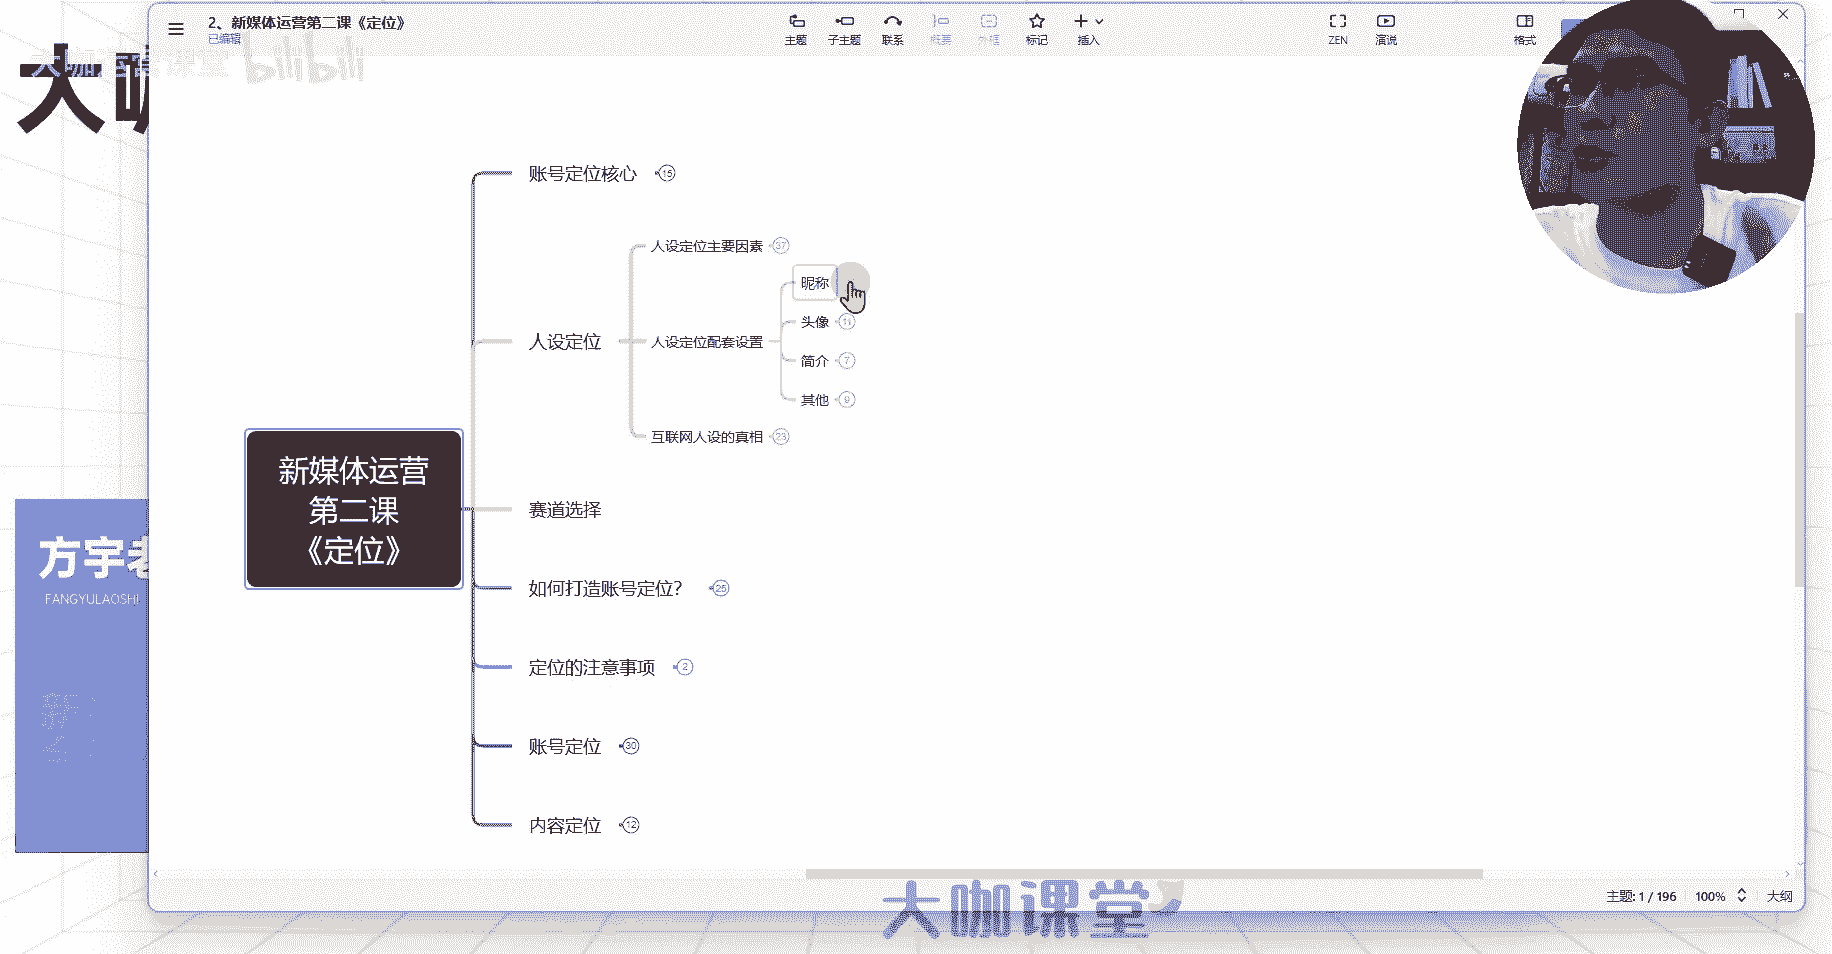 2、新媒体运营第二课《定位》
已编辑
主题
子主题
联系
概要
外框
标记
插入
ZEN
演说
格式
大咖运营课堂
bilibili
大咖
账号定位核心 15
人设定位主要因素 37
昵称
头像 11
人设定位
人设定位配套设置
简介 7
其他 9
互联网人设的真相 23
新媒体运营
第二课
《定位》
赛道选择
如何打造账号定位？ 25
定位的注意事项 2
账号定位 30
内容定位 12
方宇老
FANGYULAOSHI
主题: 1 / 196
100%
大纲
大咖课堂